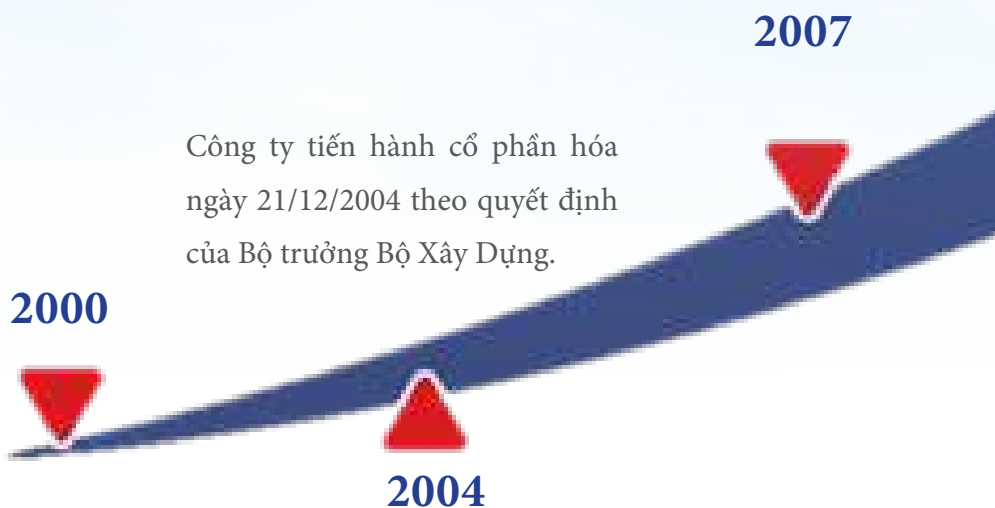 2007
Công ty tiến hành cổ phần hóa
ngày 21/12/2004 theo quyết định
của Bộ trưởng Bộ Xây Dựng.
2000
2004